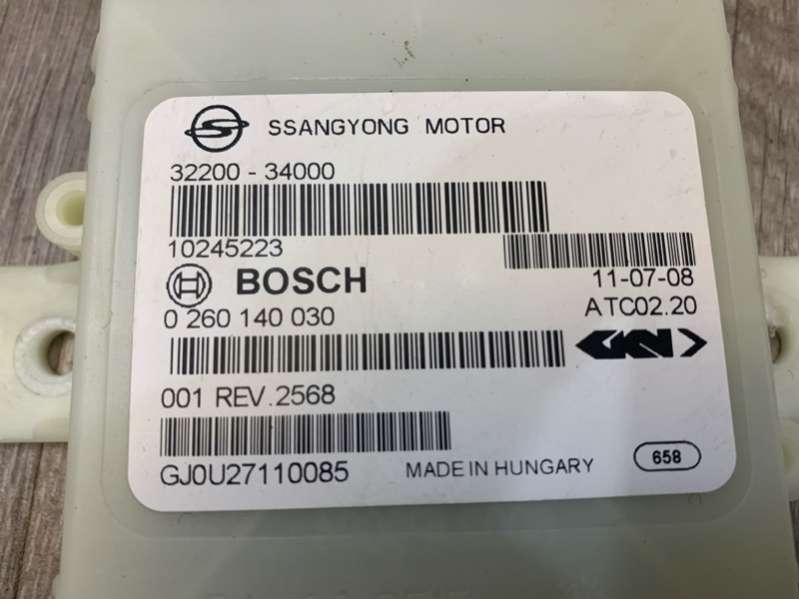 SSANGYONG MOTOR
32200 - 34000
10245223
BOSCH
11-07-08
0 260 140 030
ATC02.20
GKN
001 REV.2568
GJ0U27110085
MADE IN HUNGARY
658